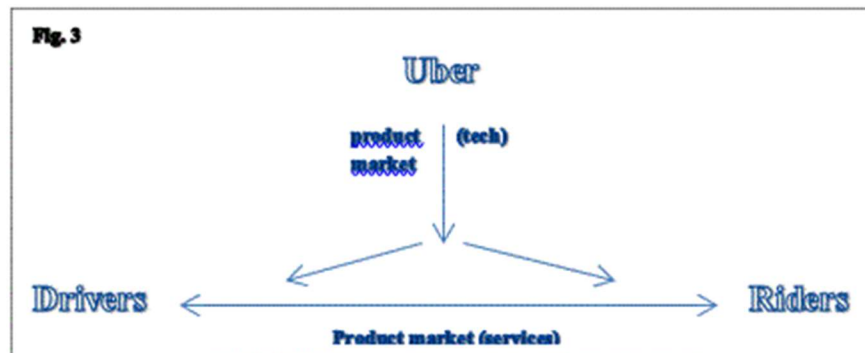 Fig. 3
Uber
product (tech)
market
Drivers Riders
Product market (services)